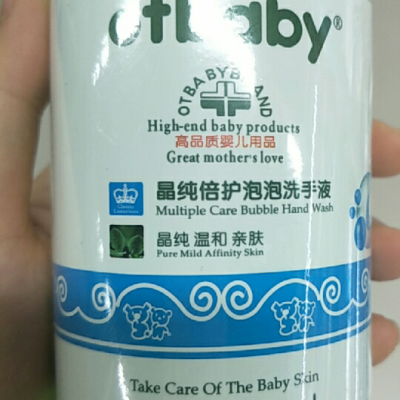 otbaby®
OTBABYBRAND
High-end baby products
高品质婴儿用品
Great mother's love
晶纯倍护泡泡洗手液
Multiple Care Bubble Hand Wash
晶纯 温和 亲肤
Pure Mild Affinity Skin
Take Care Of The Baby Skin